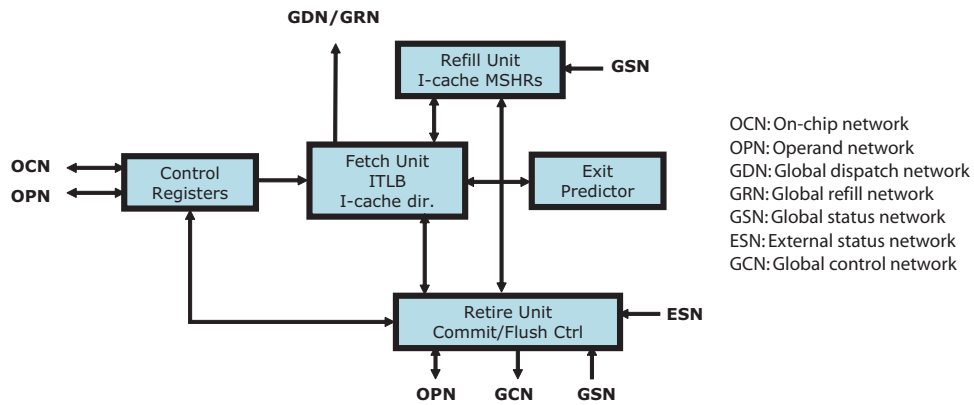 GDN/GRN
Refill Unit
I-cache MSHRs
GSN
OCN
OPN
Control
Registers
Fetch Unit
ITLB
I-cache dir.
Exit
Predictor
Retire Unit
Commit/Flush Ctrl
ESN
OPN
GCN
GSN
OCN: On-chip network
OPN: Operand network
GDN: Global dispatch network
GRN: Global refill network
GSN: Global status network
ESN: External status network
GCN: Global control network